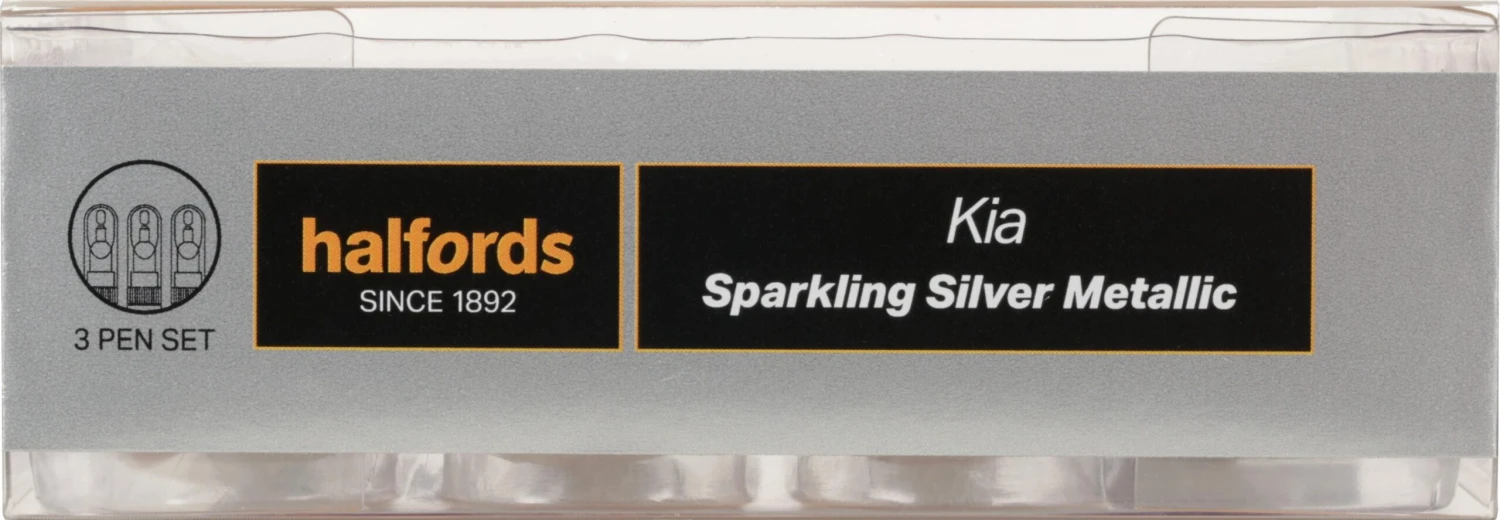 3 PEN SET
halfords
SINCE 1892
Kia
Sparkling Silver Metallic